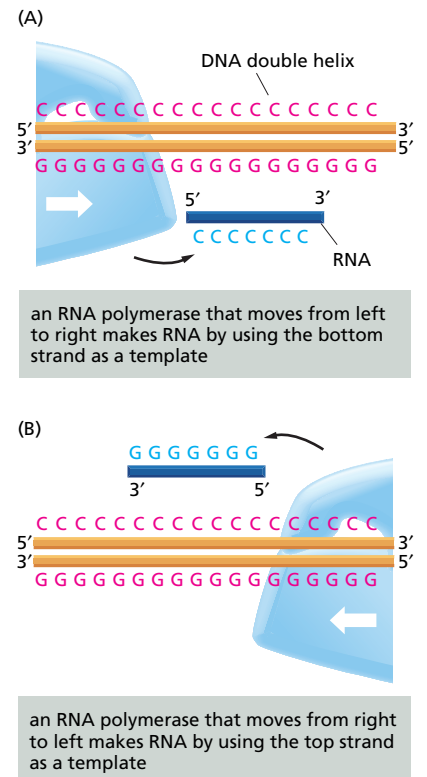 (A)
DNA double helix
C C C C C C C C C C C C C C C C C C
5′ 3′
3′ 5′
G G G G G G G G G G G G G G G G G G
5′ 3′
C C C C C C C
RNA
an RNA polymerase that moves from left
to right makes RNA by using the bottom
strand as a template
(B)
G G G G G G G
3′ 5′
C C C C C C C C C C C C C C C C C C
5′ 3′
3′ 5′
G G G G G G G G G G G G G G G G G G
an RNA polymerase that moves from right
to left makes RNA by using the top strand
as a template